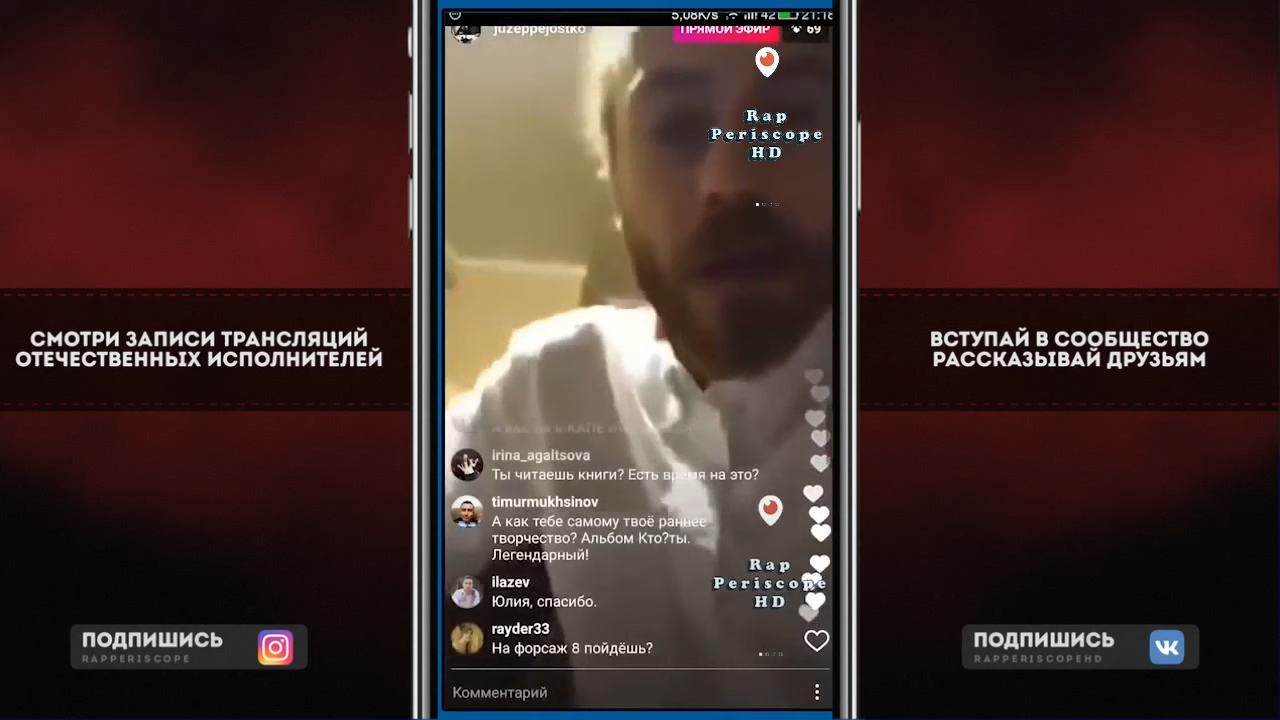 5,08K/s 42 21:18
juzeppejostko
ПРЯМОЙ ЭФИР
69
Rap
Periscope
HD
СМОТРИ ЗАПИСИ ТРАНСЛЯЦИЙ
ОТЕЧЕСТВЕННЫХ ИСПОЛНИТЕЛЕЙ
ВСТУПАЙ В СООБЩЕСТВО
РАССКАЗЫВАЙ ДРУЗЬЯМ
irina_agaltsova
Ты читаешь книги? Есть время на это?
timurmukhsinov
А как тебе самому твоё раннее
творчество? Альбом Кто?ты.
Легендарный!
Rap
Periscope
HD
ilazev
Юлия, спасибо.
rayder33
На форсаж 8 пойдёшь?
Комментарий
ПОДПИШИСЬ
RAPPERISCOPE
ПОДПИШИСЬ
RAPPERISCOPEHD